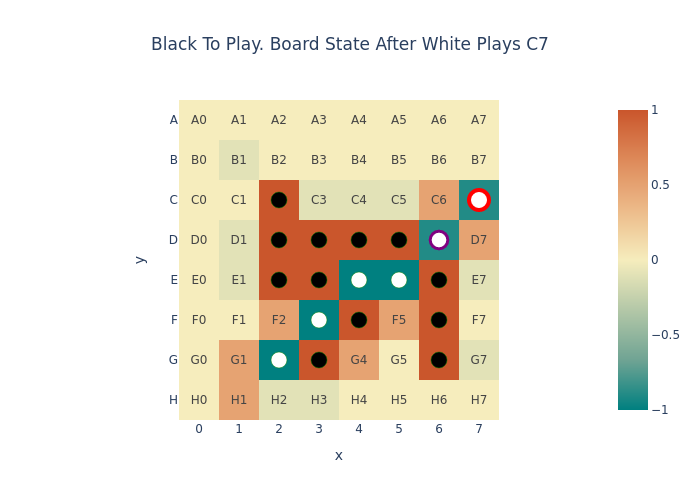 Black To Play. Board State After White Plays C7
A A0 A1 A2 A3 A4 A5 A6 A7
B B0 B1 B2 B3 B4 B5 B6 B7
C C0 C1 C3 C4 C5 C6
D D0 D1 D7
E E0 E1 E7
F F0 F1 F2 F5 F7
G G0 G1 G4 G5 G7
H H0 H1 H2 H3 H4 H5 H6 H7
0 1 2 3 4 5 6 7
x
y
1
0.5
0
−0.5
−1